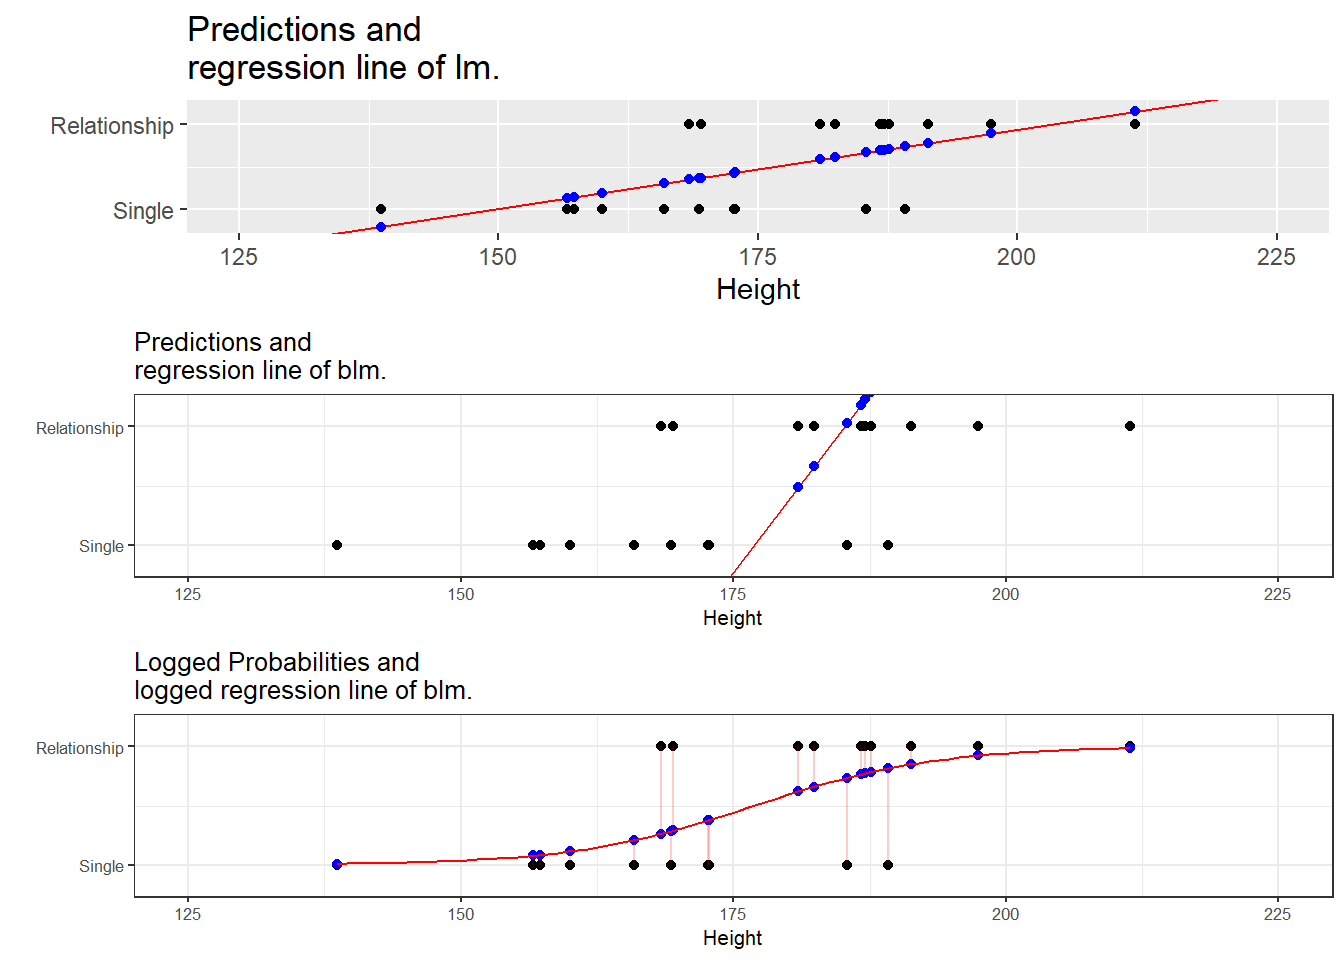 Predictions and
regression line of lm.
Relationship
Single
125 150 175 200 225
Height
Predictions and
regression line of blm.
Relationship
Single
125 150 175 200 225
Height
Logged Probabilities and
logged regression line of blm.
Relationship
Single
125 150 175 200 225
Height